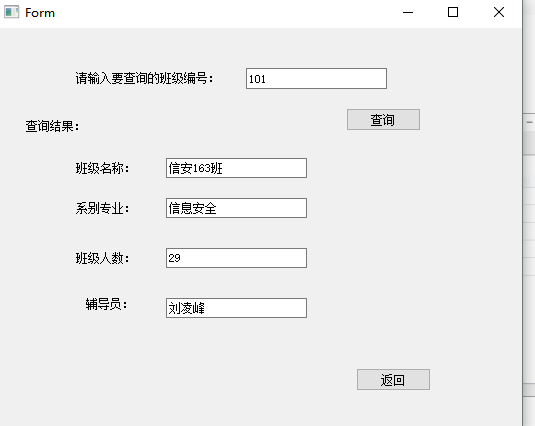 Form
请输入要查询的班级编号： 101
查询
查询结果：
班级名称： 信安163班
系别专业： 信息安全
班级人数： 29
辅导员： 刘凌峰
返回